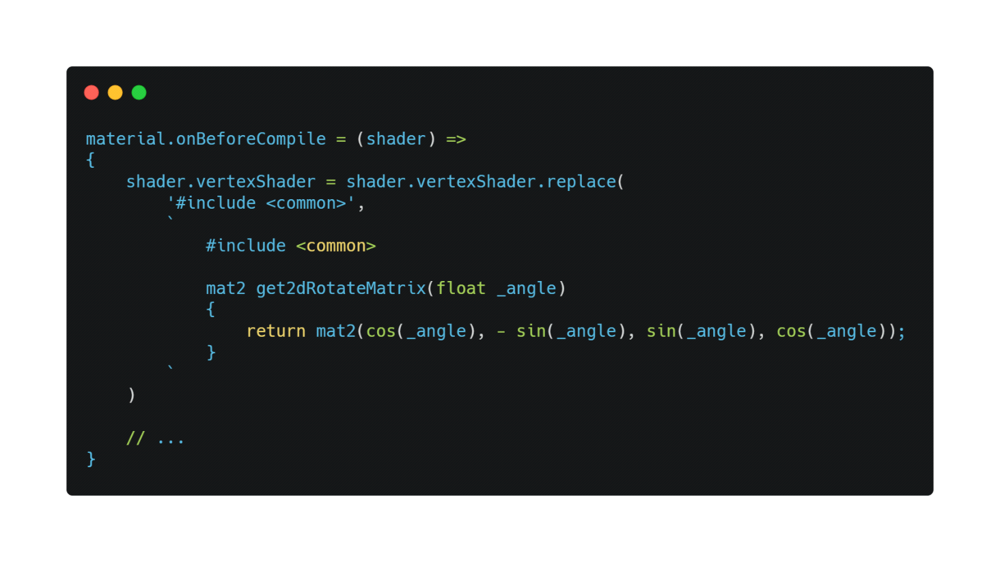 material.onBeforeCompile = (shader) =>
{
    shader.vertexShader = shader.vertexShader.replace(
        '#include <common>',
        `
            #include <common>

            mat2 get2dRotateMatrix(float _angle)
            {
                return mat2(cos(_angle), - sin(_angle), sin(_angle), cos(_angle));
            }
        `
    )

    // ...
}